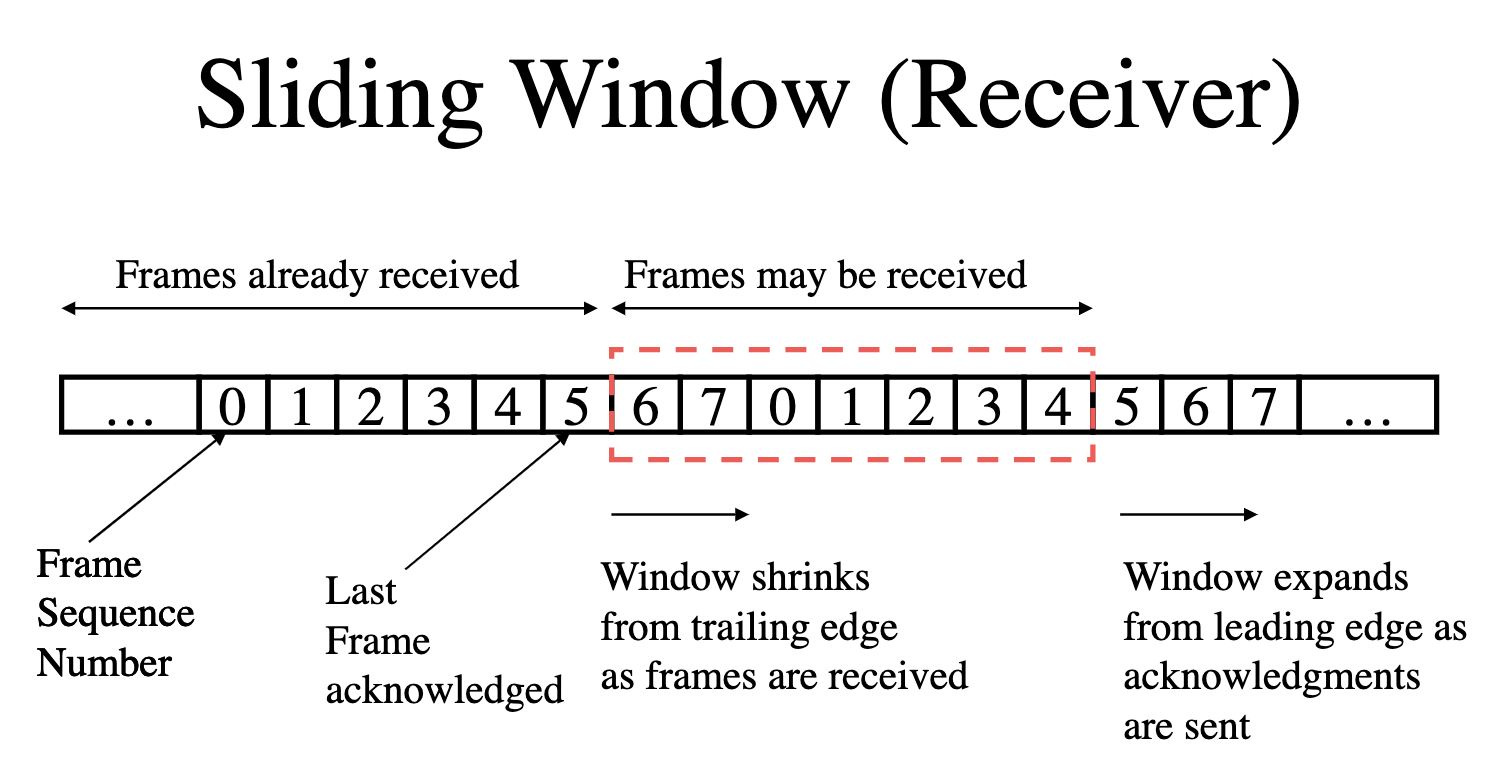 Sliding Window (Receiver)
Frames already received
Frames may be received
... 0 1 2 3 4 5 6 7 0 1 2 3 4 5 6 7 ...
Frame
Sequence
Number
Last
Frame
acknowledged
Window shrinks
from trailing edge
as frames are received
Window expands
from leading edge as
acknowledgments
are sent